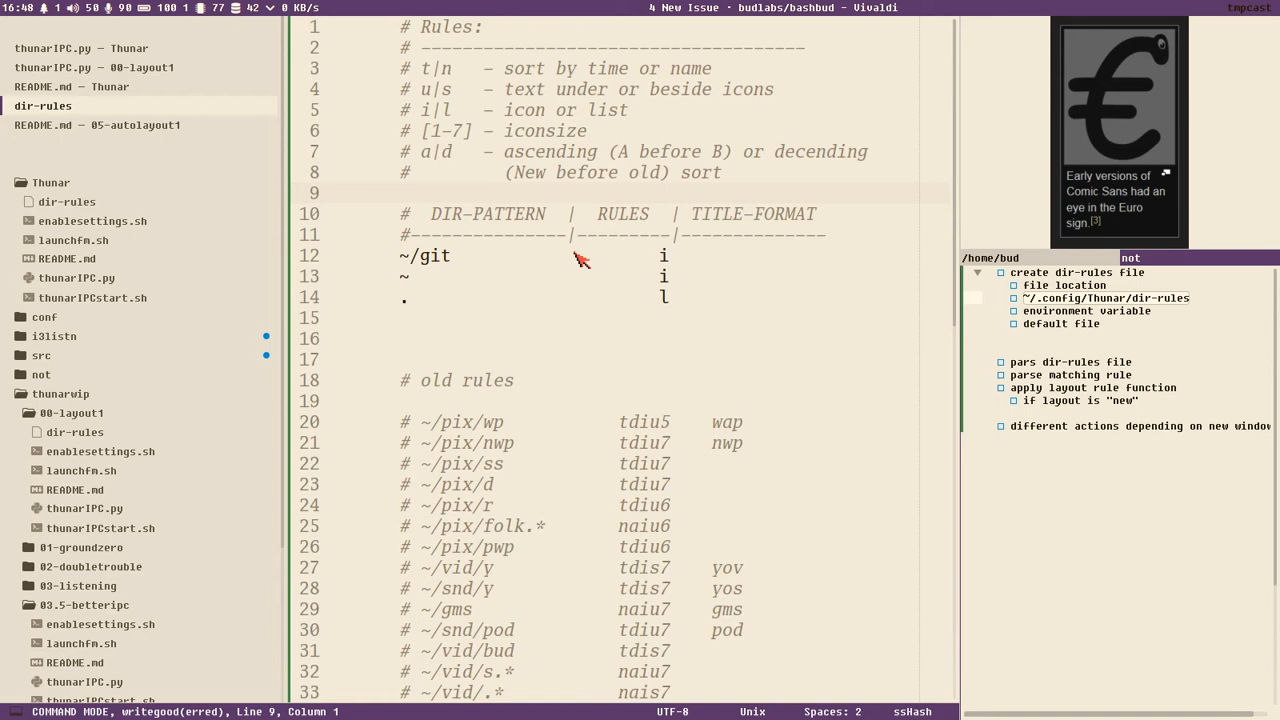 16:48 1 50 90 100 1 77 42 0 KB/s 4 New Issue · budlabs/bashbud - Vivaldi tmpcast
thunarIPC.py — Thunar
thunarIPC.py — 00-layout1
README.md — Thunar
dir-rules
README.md — 05-autolayout1
Thunar
dir-rules
enablesettings.sh
launchfm.sh
README.md
thunarIPC.py
thunarIPCstart.sh
conf
i3listn
src
not
thunarwip
00-layout1
dir-rules
enablesettings.sh
launchfm.sh
README.md
thunarIPC.py
thunarIPCstart.sh
01-groundzero
02-doubletrouble
03-listening
03.5-betteripc
enablesettings.sh
launchfm.sh
README.md
thunarIPC.py
thunarIPCstart.sh
1 # Rules:
2 # -------------------------------------
3 # t|n - sort by time or name
4 # u|s - text under or beside icons
5 # i|l - icon or list
6 # [1-7] - iconsize
7 # a|d - ascending (A before B) or decending
8 # (New before old) sort
9
10 # DIR-PATTERN | RULES | TITLE-FORMAT
11 #---------------|---------|--------------
12 ~/git i
13 ~ i
14 . l
15
16
17
18 # old rules
19
20 # ~/pix/wp tdiu5 wap
21 # ~/pix/nwp tdiu7 nwp
22 # ~/pix/ss tdiu7
23 # ~/pix/d tdiu7
24 # ~/pix/r tdiu6
25 # ~/pix/folk.* naiu6
26 # ~/pix/pwp tdiu6
27 # ~/vid/y tdis7 yov
28 # ~/snd/y tdis7 yos
29 # ~/gms naiu7 gms
30 # ~/snd/pod tdiu7 pod
31 # ~/vid/bud tdis7
32 # ~/vid/s.* naiu7
33 # ~/vid/.* nais7
Early versions of
Comic Sans had an
eye in the Euro
sign.[3]
/home/bud not
create dir-rules file
file location
~/.config/Thunar/dir-rules
environment variable
default file
pars dir-rules file
parse matching rule
apply layout rule function
if layout is "new"
different actions depending on new window
COMMAND MODE, writegood(erred), Line 9, Column 1 UTF-8 Unix Spaces: 2 ssHash